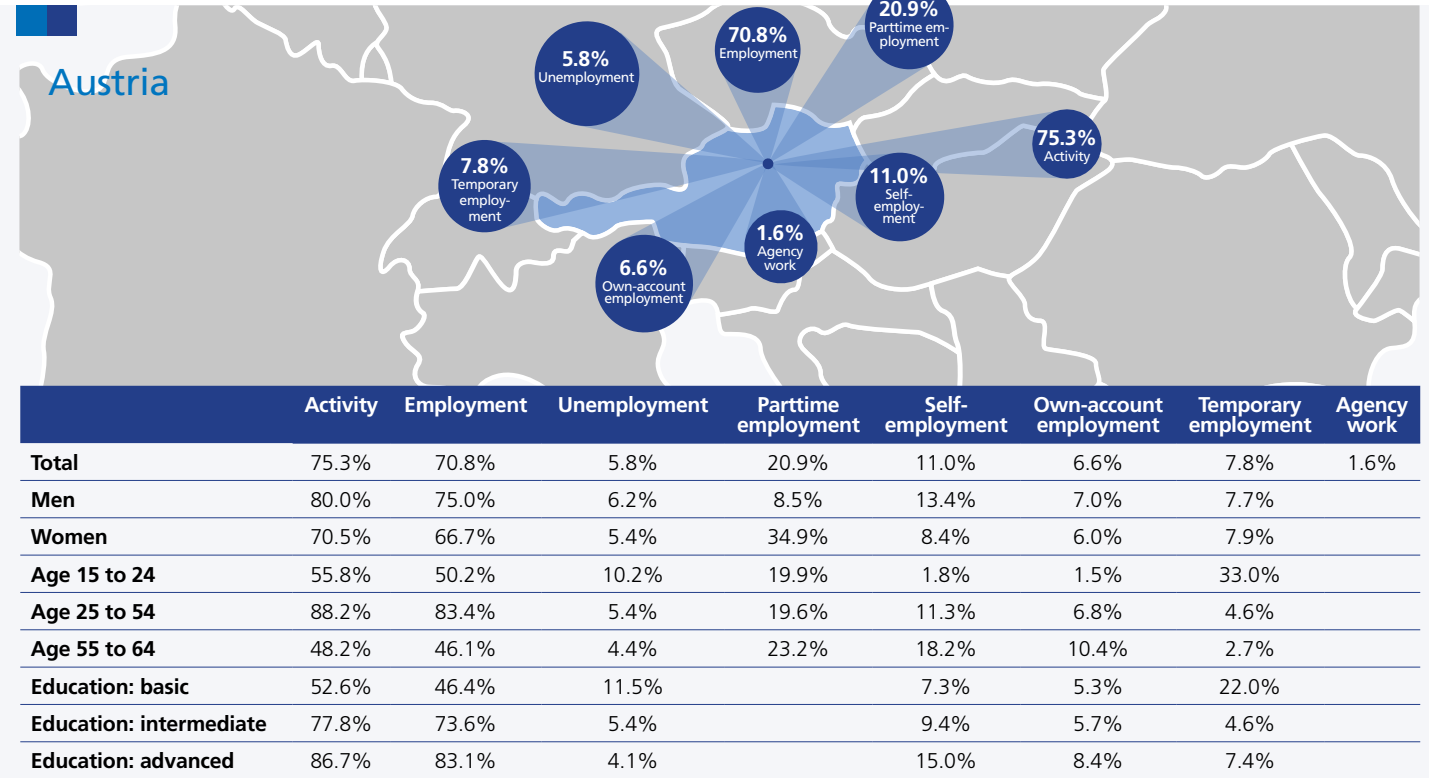 Austria
20.9%
Parttime em-
ployment
70.8%
Employment
5.8%
Unemployment
75.3%
Activity
7.8%
Temporary
employ-
ment
11.0%
Self-
employ-
ment
1.6%
Agency
work
6.6%
Own-account
employment
Activity Employment Unemployment Parttime employment Self-employment Own-account employment Temporary employment Agency work
Total 75.3% 70.8% 5.8% 20.9% 11.0% 6.6% 7.8% 1.6%
Men 80.0% 75.0% 6.2% 8.5% 13.4% 7.0% 7.7%
Women 70.5% 66.7% 5.4% 34.9% 8.4% 6.0% 7.9%
Age 15 to 24 55.8% 50.2% 10.2% 19.9% 1.8% 1.5% 33.0%
Age 25 to 54 88.2% 83.4% 5.4% 19.6% 11.3% 6.8% 4.6%
Age 55 to 64 48.2% 46.1% 4.4% 23.2% 18.2% 10.4% 2.7%
Education: basic 52.6% 46.4% 11.5% 7.3% 5.3% 22.0%
Education: intermediate 77.8% 73.6% 5.4% 9.4% 5.7% 4.6%
Education: advanced 86.7% 83.1% 4.1% 15.0% 8.4% 7.4%